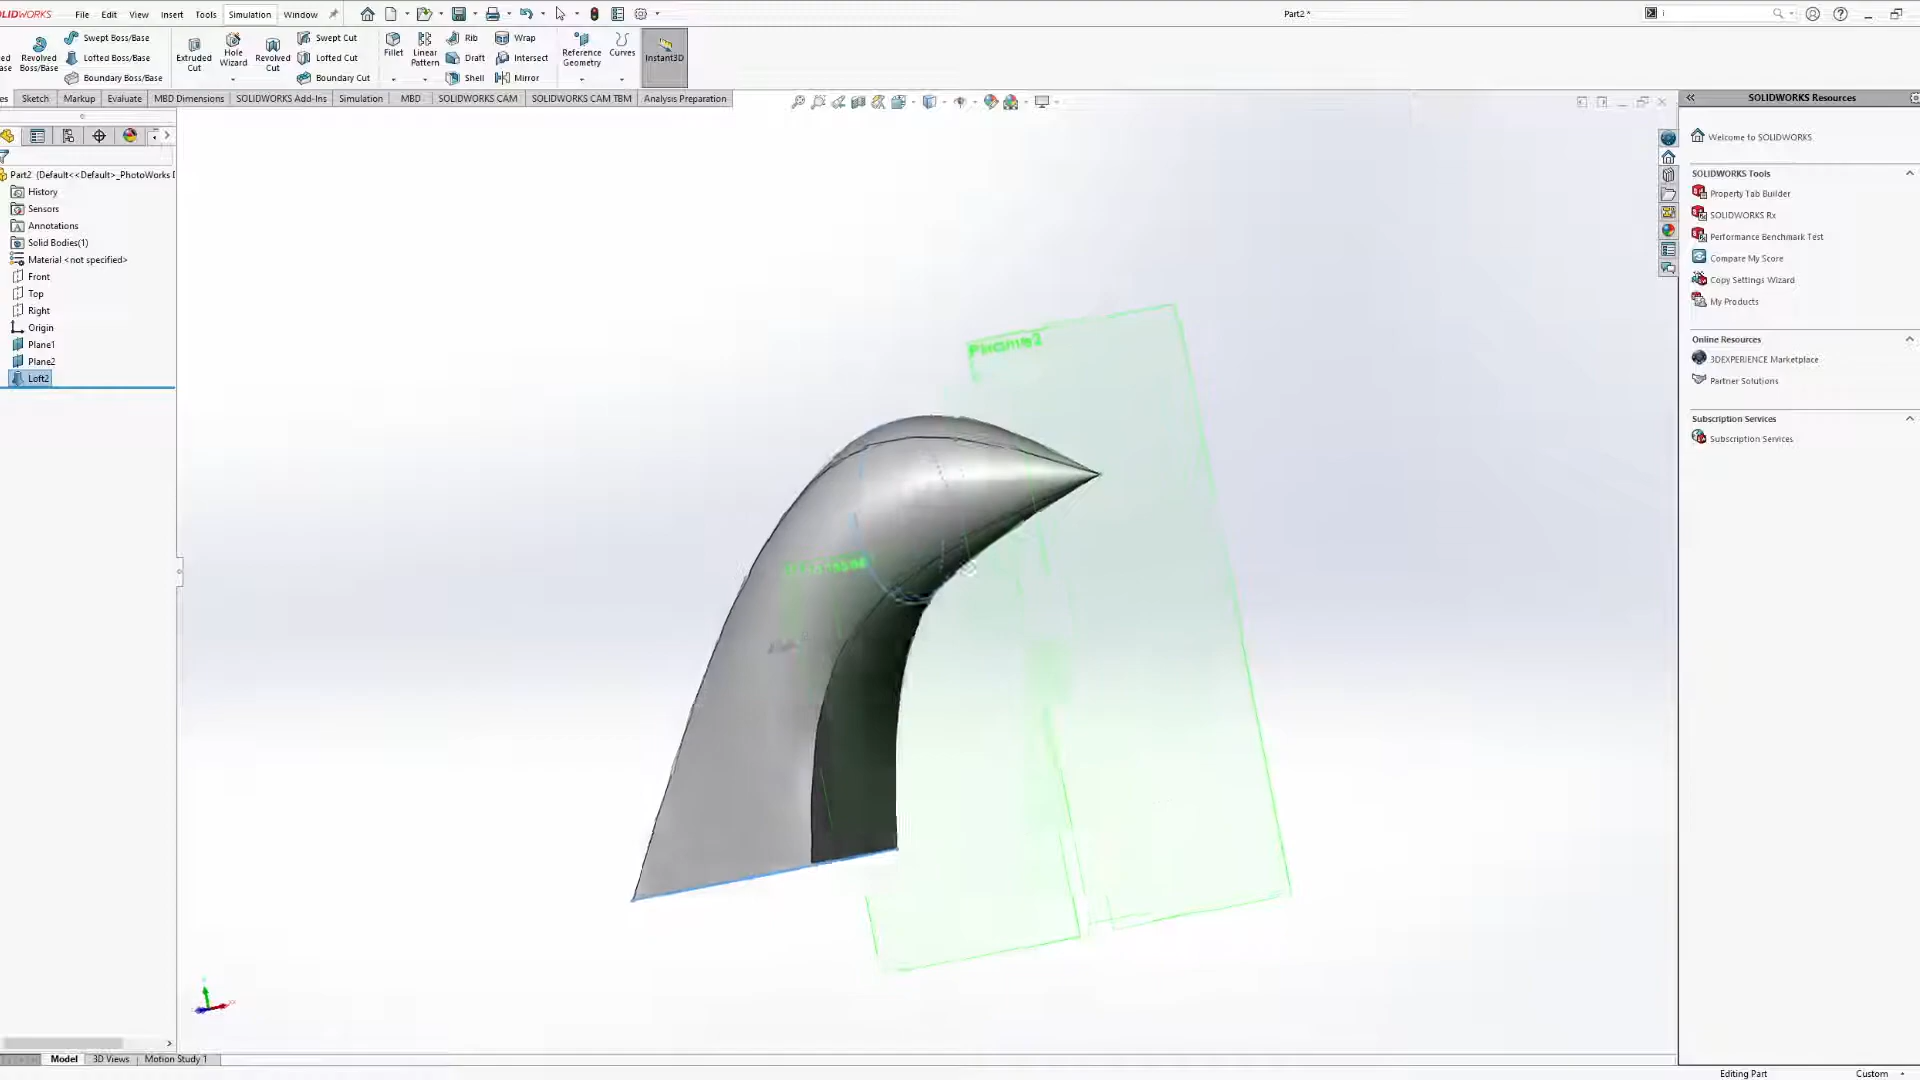 SOLIDWORKS File Edit View Insert Tools Simulation Window Part2 *
Swept Boss/Base
Revolved Boss/Base
Lofted Boss/Base
Boundary Boss/Base
Extruded Cut
Hole Wizard
Revolved Cut
Swept Cut
Lofted Cut
Boundary Cut
Fillet
Linear Pattern
Rib
Draft
Shell
Wrap
Intersect
Mirror
Reference Geometry
Curves
Instant3D
Sketch Markup Evaluate MBD Dimensions SOLIDWORKS Add-Ins Simulation MBD SOLIDWORKS CAM SOLIDWORKS CAM TBM Analysis Preparation
Part2 (Default<<Default>_PhotoWorks
History
Sensors
Annotations
Solid Bodies(1)
Material <not specified>
Front
Top
Right
Origin
Plane1
Plane2
Loft2
SOLIDWORKS Resources
Welcome to SOLIDWORKS
SOLIDWORKS Tools
Property Tab Builder
SOLIDWORKS Rx
Performance Benchmark Test
Compare My Score
Copy Settings Wizard
My Products
Online Resources
3DEXPERIENCE Marketplace
Partner Solutions
Subscription Services
Subscription Services
Model 3D Views Motion Study 1
Editing Part Custom